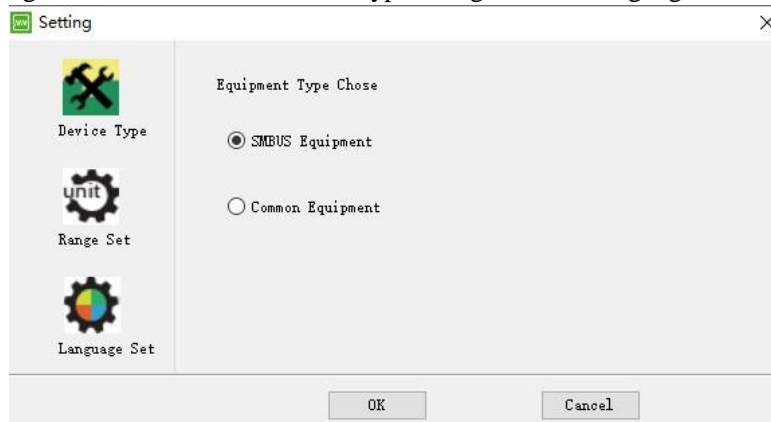 Setting
Equipment Type Chose
Device Type
SMBUS Equipment
unit
Common Equipment
Range Set
Language Set
OK
Cancel